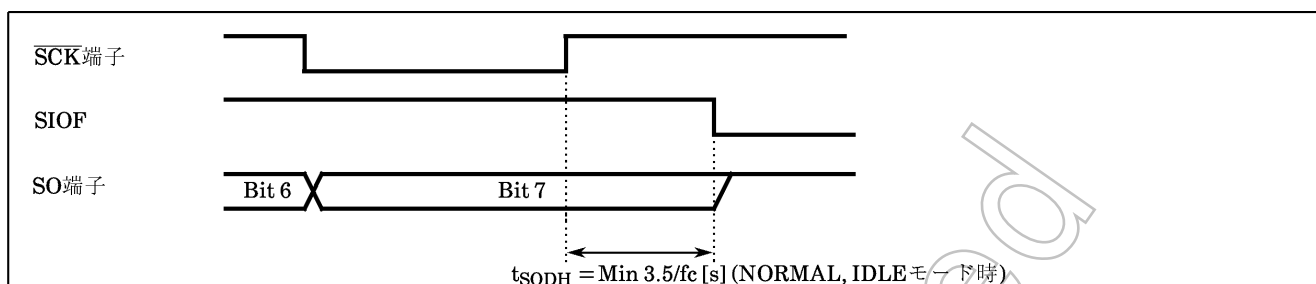 SCK端子
SIOF
SO端子
Bit 6
Bit 7
tSODH = Min 3.5/fc [s] (NORMAL, IDLEモード時)